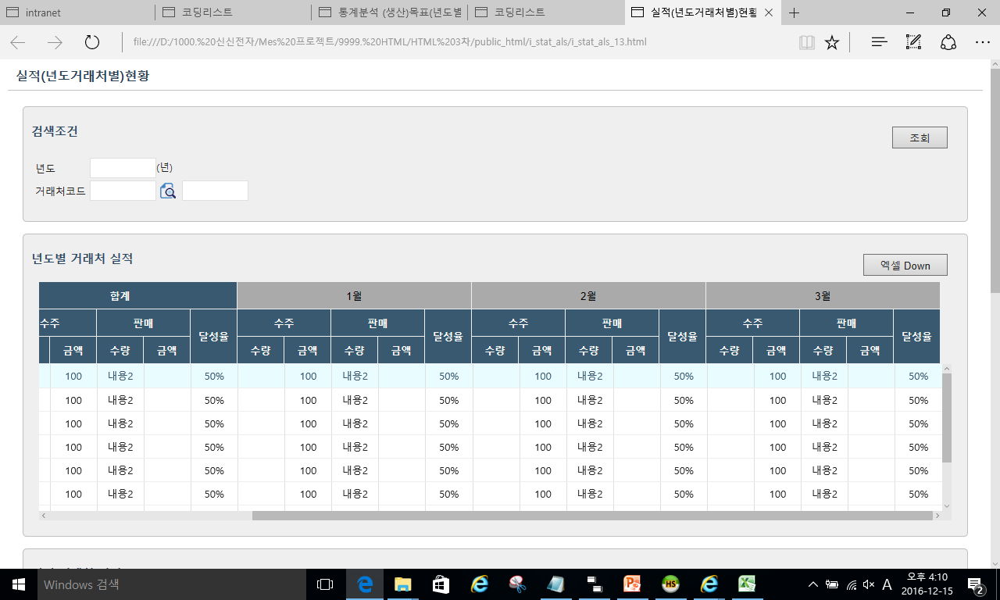 intranet
코딩리스트
통계분석 (생산)목표(년도별
코딩리스트
실적(년도거래처별)현황
file:///D:/1000.%20신신전자/Mes%20프로젝트/9999.%20HTML/HTML%203차/public_html/i_stat_als/i_stat_als_13.html
실적(년도거래처별)현황
검색조건
조회
년도 (년)
거래처코드
년도별 거래처 실적
엑셀 Down
합계 1월 2월 3월
수주 판매 달성율 수주 판매 달성율 수주 판매 달성율 수주 판매 달성율
금액 수량 금액 수량 금액 수량 금액 수량 금액 수량 금액 수량 금액 수량 금액
100 내용2 50% 100 내용2 50% 100 내용2 50% 100 내용2 50%
100 내용2 50% 100 내용2 50% 100 내용2 50% 100 내용2 50%
100 내용2 50% 100 내용2 50% 100 내용2 50% 100 내용2 50%
100 내용2 50% 100 내용2 50% 100 내용2 50% 100 내용2 50%
100 내용2 50% 100 내용2 50% 100 내용2 50% 100 내용2 50%
100 내용2 50% 100 내용2 50% 100 내용2 50% 100 내용2 50%
Windows 검색
HS
A
오후 4:10
2016-12-15
2